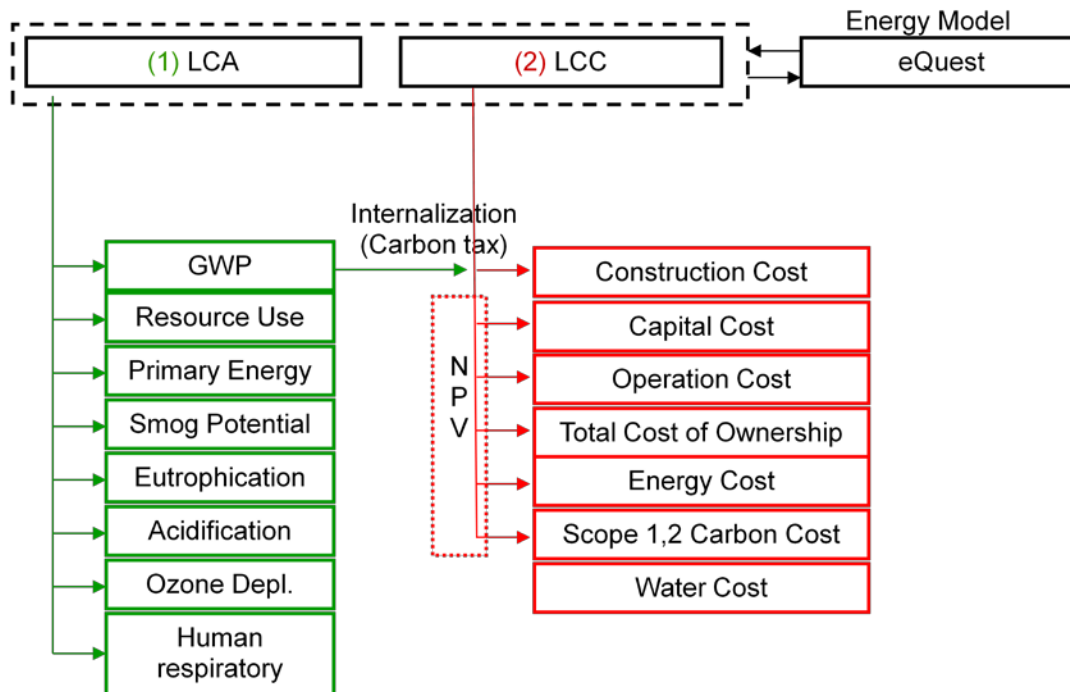 Energy Model
(1) LCA
(2) LCC
eQuest
Internalization
(Carbon tax)
GWP
Resource Use
Primary Energy
Smog Potential
Eutrophication
Acidification
Ozone Depl.
Human
respiratory
N
P
V
Construction Cost
Capital Cost
Operation Cost
Total Cost of Ownership
Energy Cost
Scope 1,2 Carbon Cost
Water Cost